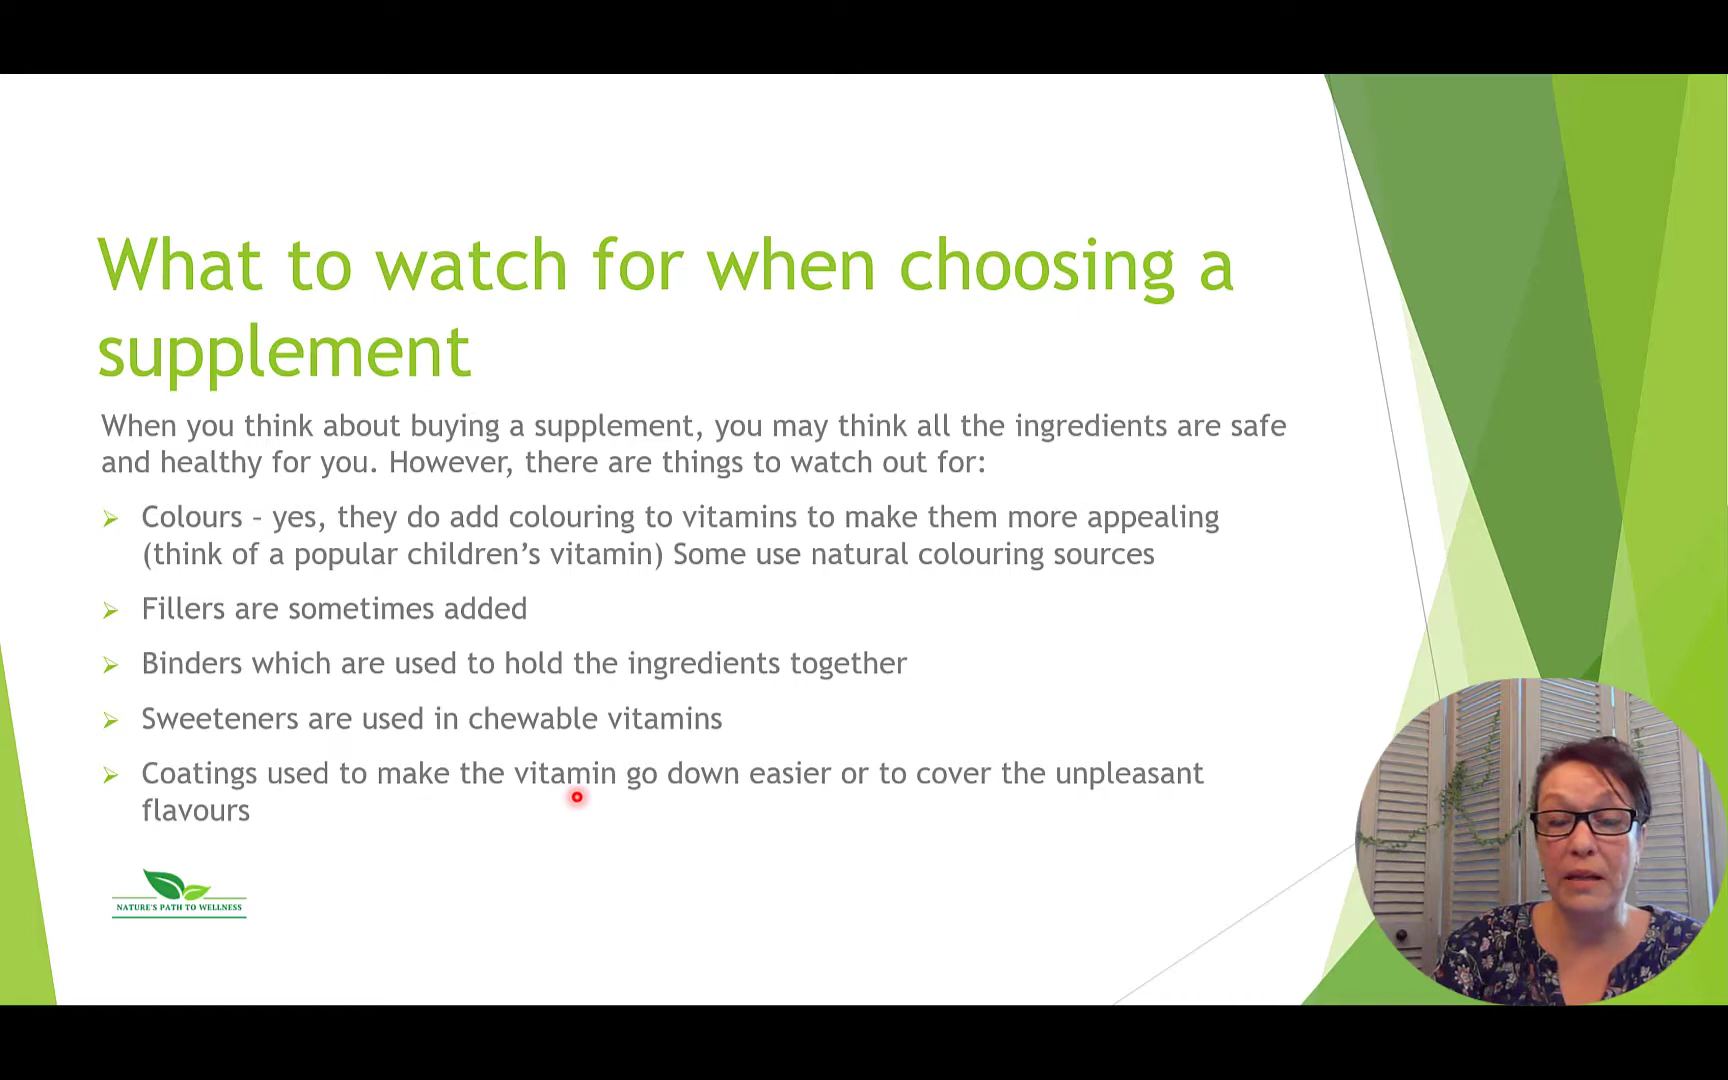 What to watch for when choosing a
supplement
When you think about buying a supplement, you may think all the ingredients are safe
and healthy for you. However, there are things to watch out for:
Colours – yes, they do add colouring to vitamins to make them more appealing
(think of a popular children’s vitamin) Some use natural colouring sources
Fillers are sometimes added
Binders which are used to hold the ingredients together
Sweeteners are used in chewable vitamins
Coatings used to make the vitamin go down easier or to cover the unpleasant
flavours
NATURE'S PATH TO WELLNESS